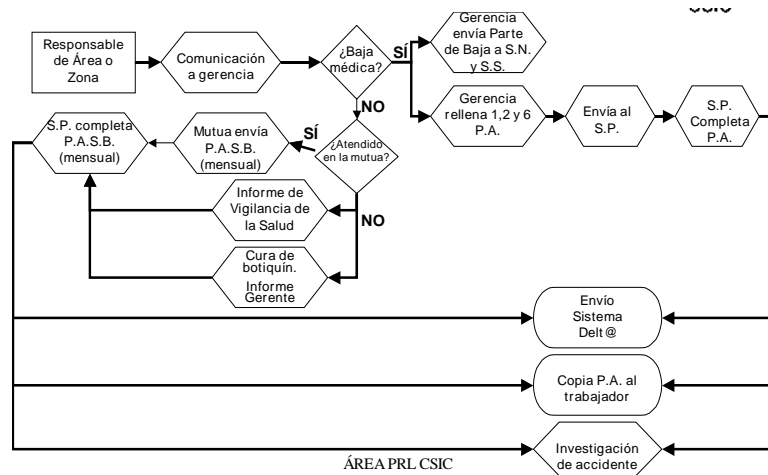 Responsable
de Área o
Zona
Comunicación
a gerencia
¿Baja
médica?
SÍ
Gerencia
envía Parte
de Baja a S.N.
y S.S.
NO
Gerencia
rellena 1,2 y 6
P.A.
Envía al
S.P.
S.P.
Completa
P.A.
S.P. completa
P.A.S.B.
(mensual)
Mutua envía
P.A.S.B.
(mensual)
SÍ
¿Atendido
en la mutua?
NO
Informe de
Vigilancia de
la Salud
Cura de
botiquín.
Informe
Gerente
Envío
Sistema
Delt@
Copia P.A. al
trabajador
Investigación
de accidente
ÁREA PRL CSIC